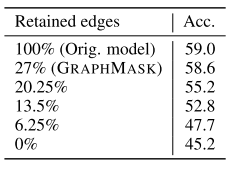 Retained edges Acc.
100% (Orig. model) 59.0
27% (GRAPHMASK) 58.6
20.25% 55.2
13.5% 52.8
6.25% 47.7
0% 45.2